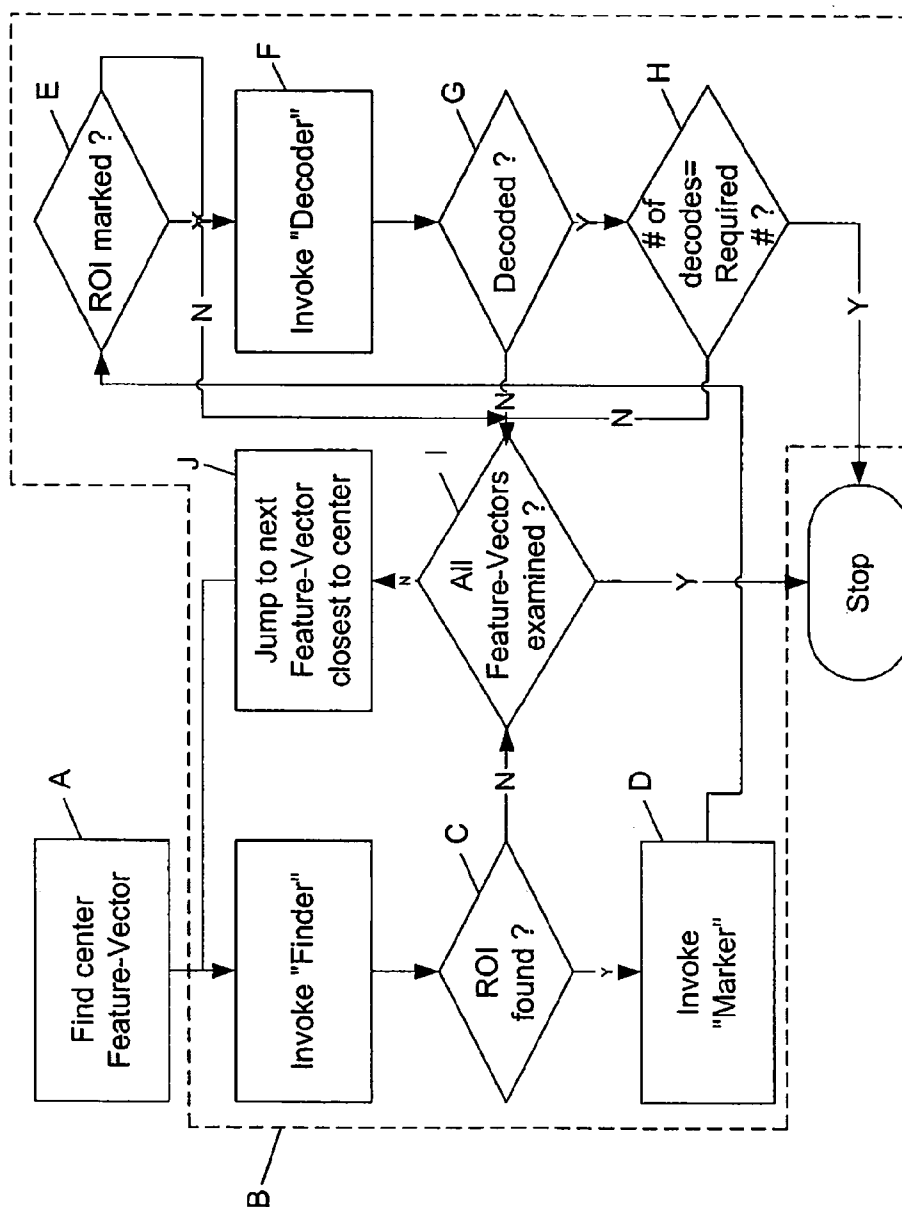 A
Find center
Feature-Vector
B
Invoke "Finder"
C
ROI
found ?
N
Y
D
Invoke
"Marker"
J
Jump to next
Feature-Vector
closest to center
N
I
All
Feature-Vectors
examined ?
Y
Stop
E
ROI marked ?
Y
N
F
Invoke "Decoder"
G
Decoded ?
N
Y
H
# of
decodes=
Required
# ?
N
Y